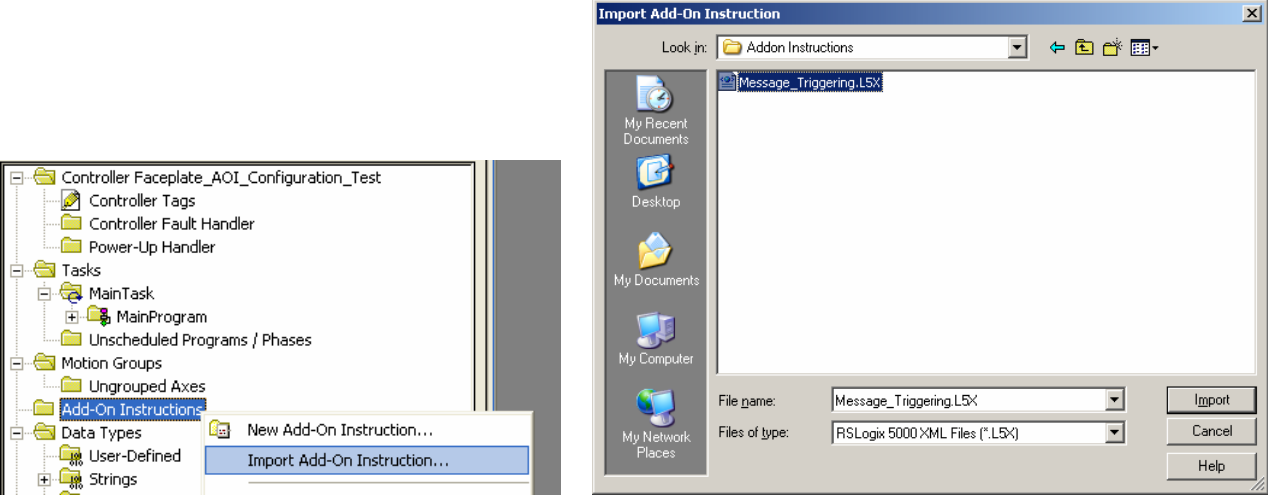 Controller Faceplate_AOI_Configuration_Test
Controller Tags
Controller Fault Handler
Power-Up Handler
Tasks
MainTask
MainProgram
Unscheduled Programs / Phases
Motion Groups
Ungrouped Axes
Add-On Instructions
Data Types
User-Defined
Strings
New Add-On Instruction...
Import Add-On Instruction...
Import Add-On Instruction
Look in:
Addon Instructions
Message_Triggering.L5X
My Recent
Documents
Desktop
My Documents
My Computer
My Network
Places
File name:
Message_Triggering.L5X
Import
Files of type:
RSLogix 5000 XML Files (*.L5X)
Cancel
Help